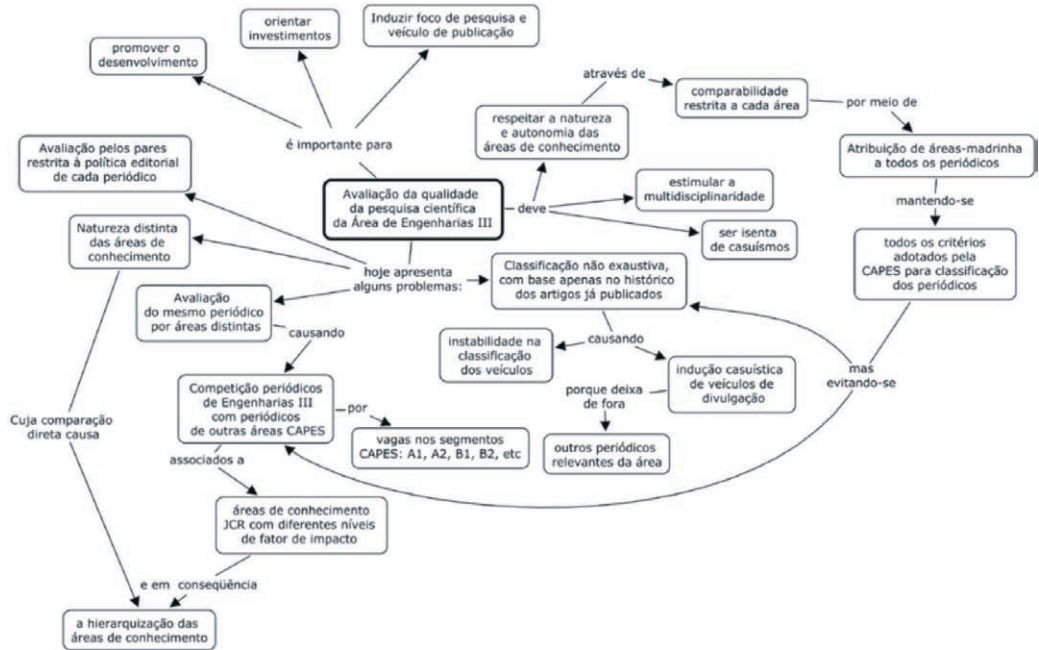 orientar
investimentos
Induzir foco de pesquisa e
veículo de publicação
promover o
desenvolvimento
através de
comparabilidade
restrita a cada área
por meio de
respeitar a natureza
e autonomia das
áreas de conhecimento
Avaliação pelos pares
restrita à política editorial
de cada periódico
é importante para
Atribuição de áreas-madrinha
a todos os periódicos
Avaliação da qualidade
da pesquisa científica
da Área de Engenharias III
deve
estimular a
multidisciplinaridade
mantendo-se
ser isenta
de casuísmos
Natureza distinta
das áreas de
conhecimento
todos os critérios
adotados pela
CAPES para classificação
dos periódicos
hoje apresenta
alguns problemas:
Classificação não exaustiva,
com base apenas no histórico
dos artigos já publicados
Avaliação
do mesmo periódico
por áreas distintas
causando
causando
instabilidade na
classificação
dos veículos
indução casuística
de veículos de
divulgação
mas
evitando-se
Competição periódicos
de Engenharias III
com periódicos
de outras áreas CAPES
por
porque deixa
de fora
Cuja comparação
direta causa
vagas nos segmentos
CAPES: A1, A2, B1, B2, etc
outros periódicos
relevantes da área
associados a
áreas de conhecimento
JCR com diferentes níveis
de fator de impacto
e em conseqüência
a hierarquização das
áreas de conhecimento